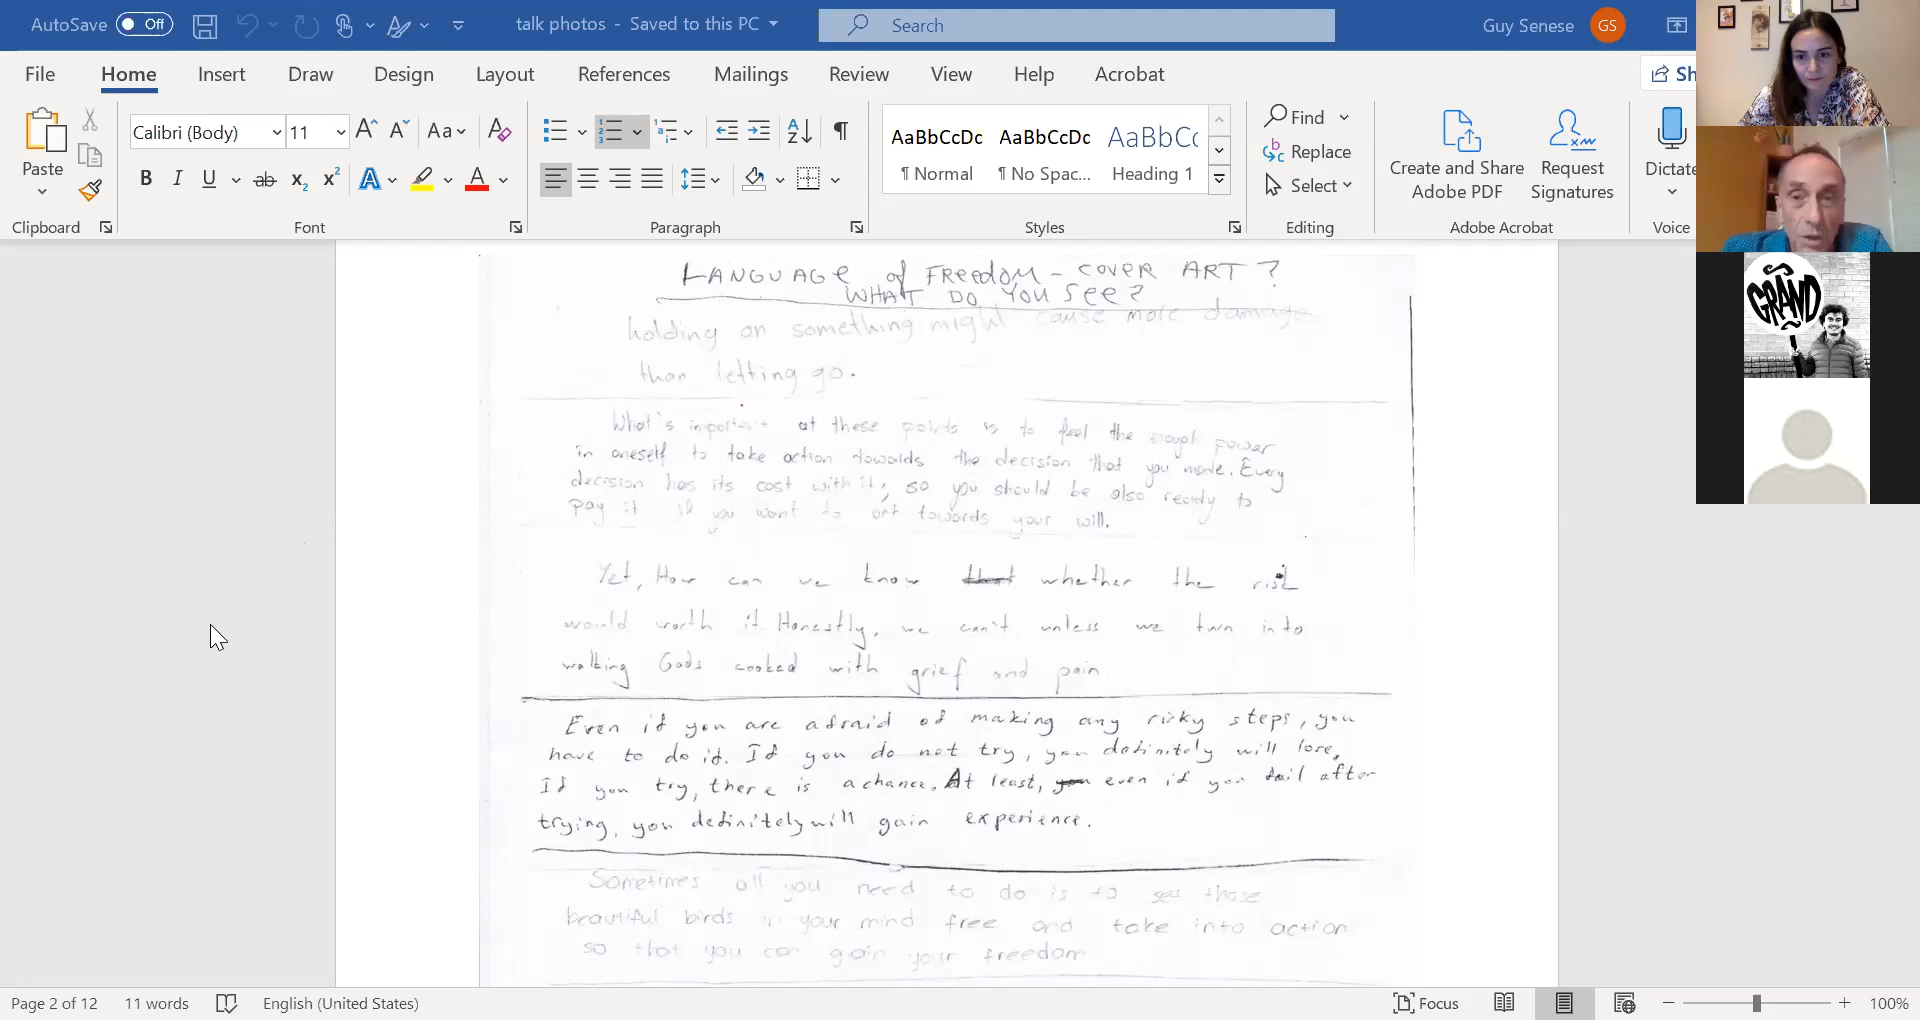 AutoSave Off talk photos - Saved to this PC Search Guy Senese GS
File Home Insert Draw Design Layout References Mailings Review View Help Acrobat Sh
Calibri (Body) 11 Aa AaBbCcDc AaBbCcDc AaBbCc Find
Paste Replace Create and Share Request Dictate
¶ Normal ¶ No Spac... Heading 1 Select Adobe PDF Signatures
Clipboard Font Paragraph Styles Editing Adobe Acrobat Voice
LANGUAGE of FREEDOM - COVER ART?
WHAT DO YOU SEE?
holding on something might cause more damage
than letting go.
What's important at these points is to feel the power
in oneself to take action towards the decision that you made. Every
decision has its cost with it, so you should be also ready to
pay it if you want to act towards your will.
Yet, How can we know that whether the risk
would worth it. Honestly, we can't unless we turn into
walking Gods cooked with grief and pain
Even if you are afraid of making any risky steps, you
have to do it. If you do not try, you definitely will lose.
If you try, there is a chance. At least, you even if you fail after
trying, you definitely will gain experience.
Sometimes all you need to do is to set those
beautiful birds in your mind free and take into action
so that you can gain your freedom
GRAND
Page 2 of 12 11 words English (United States) Focus 100%